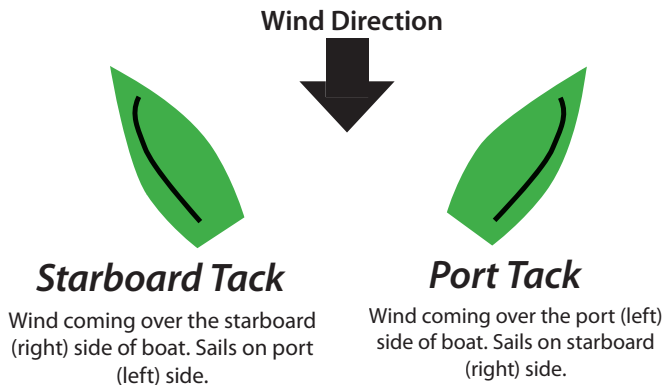 Wind Direction
Starboard Tack
Wind coming over the starboard
(right) side of boat. Sails on port
(left) side.
Port Tack
Wind coming over the port (left)
side of boat. Sails on starboard
(right) side.